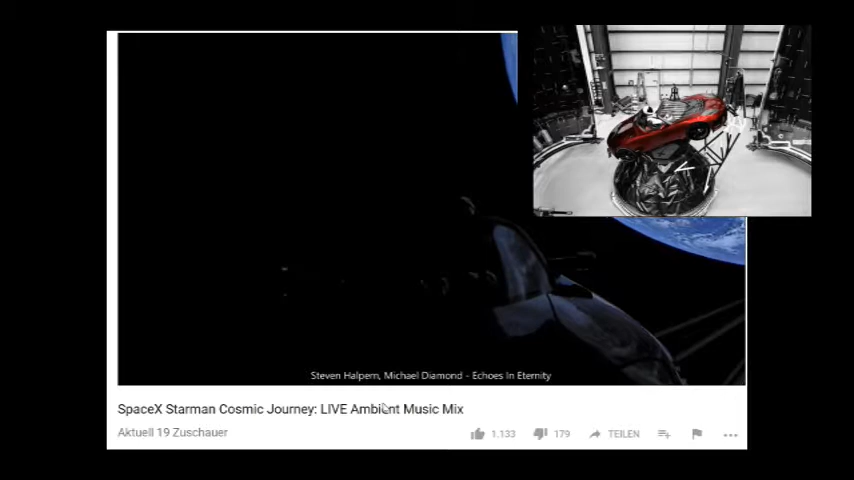 Steven Halpern, Michael Diamond - Echoes In Eternity
SpaceX Starman Cosmic Journey: LIVE Ambient Music Mix
Aktuell 19 Zuschauer
1.133 179 TEILEN